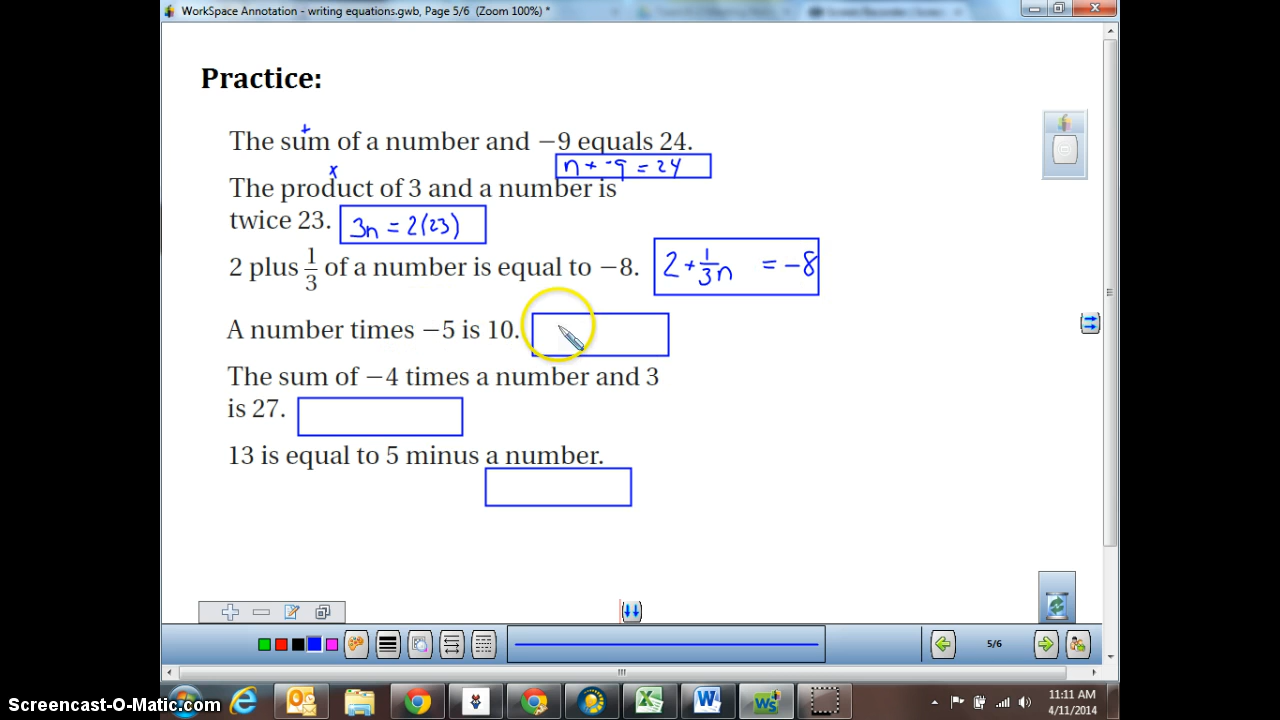 WorkSpace Annotation - writing equations.gwb, Page 5/6 (Zoom 100%) *
Practice:
+
The sum of a number and −9 equals 24.
n + -9 = 24
x
The product of 3 and a number is
twice 23. 3n = 2(23)
2 plus 1/3 of a number is equal to −8. 2 + 1/3 n = -8
A number times −5 is 10.
The sum of −4 times a number and 3
is 27.
13 is equal to 5 minus a number.
5/6
11:11 AM
4/11/2014
Screencast-O-Matic.com